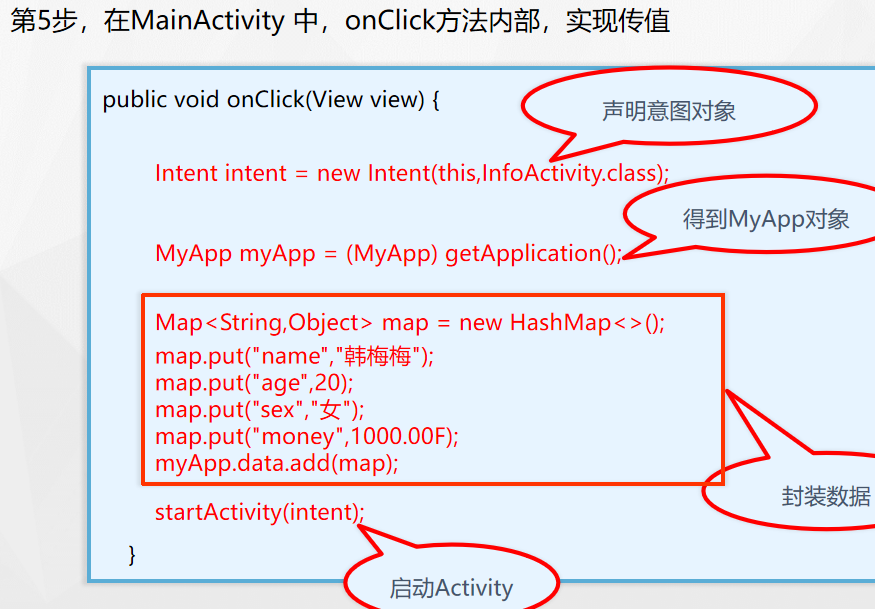 第5步，在MainActivity 中，onClick方法内部，实现传值
public void onClick(View view) {
声明意图对象
Intent intent = new Intent(this,InfoActivity.class);
得到MyApp对象
MyApp myApp = (MyApp) getApplication();
Map<String,Object> map = new HashMap<>();
map.put("name","韩梅梅");
map.put("age",20);
map.put("sex","女");
map.put("money",1000.00F);
myApp.data.add(map);
封装数据
startActivity(intent);
}
启动Activity